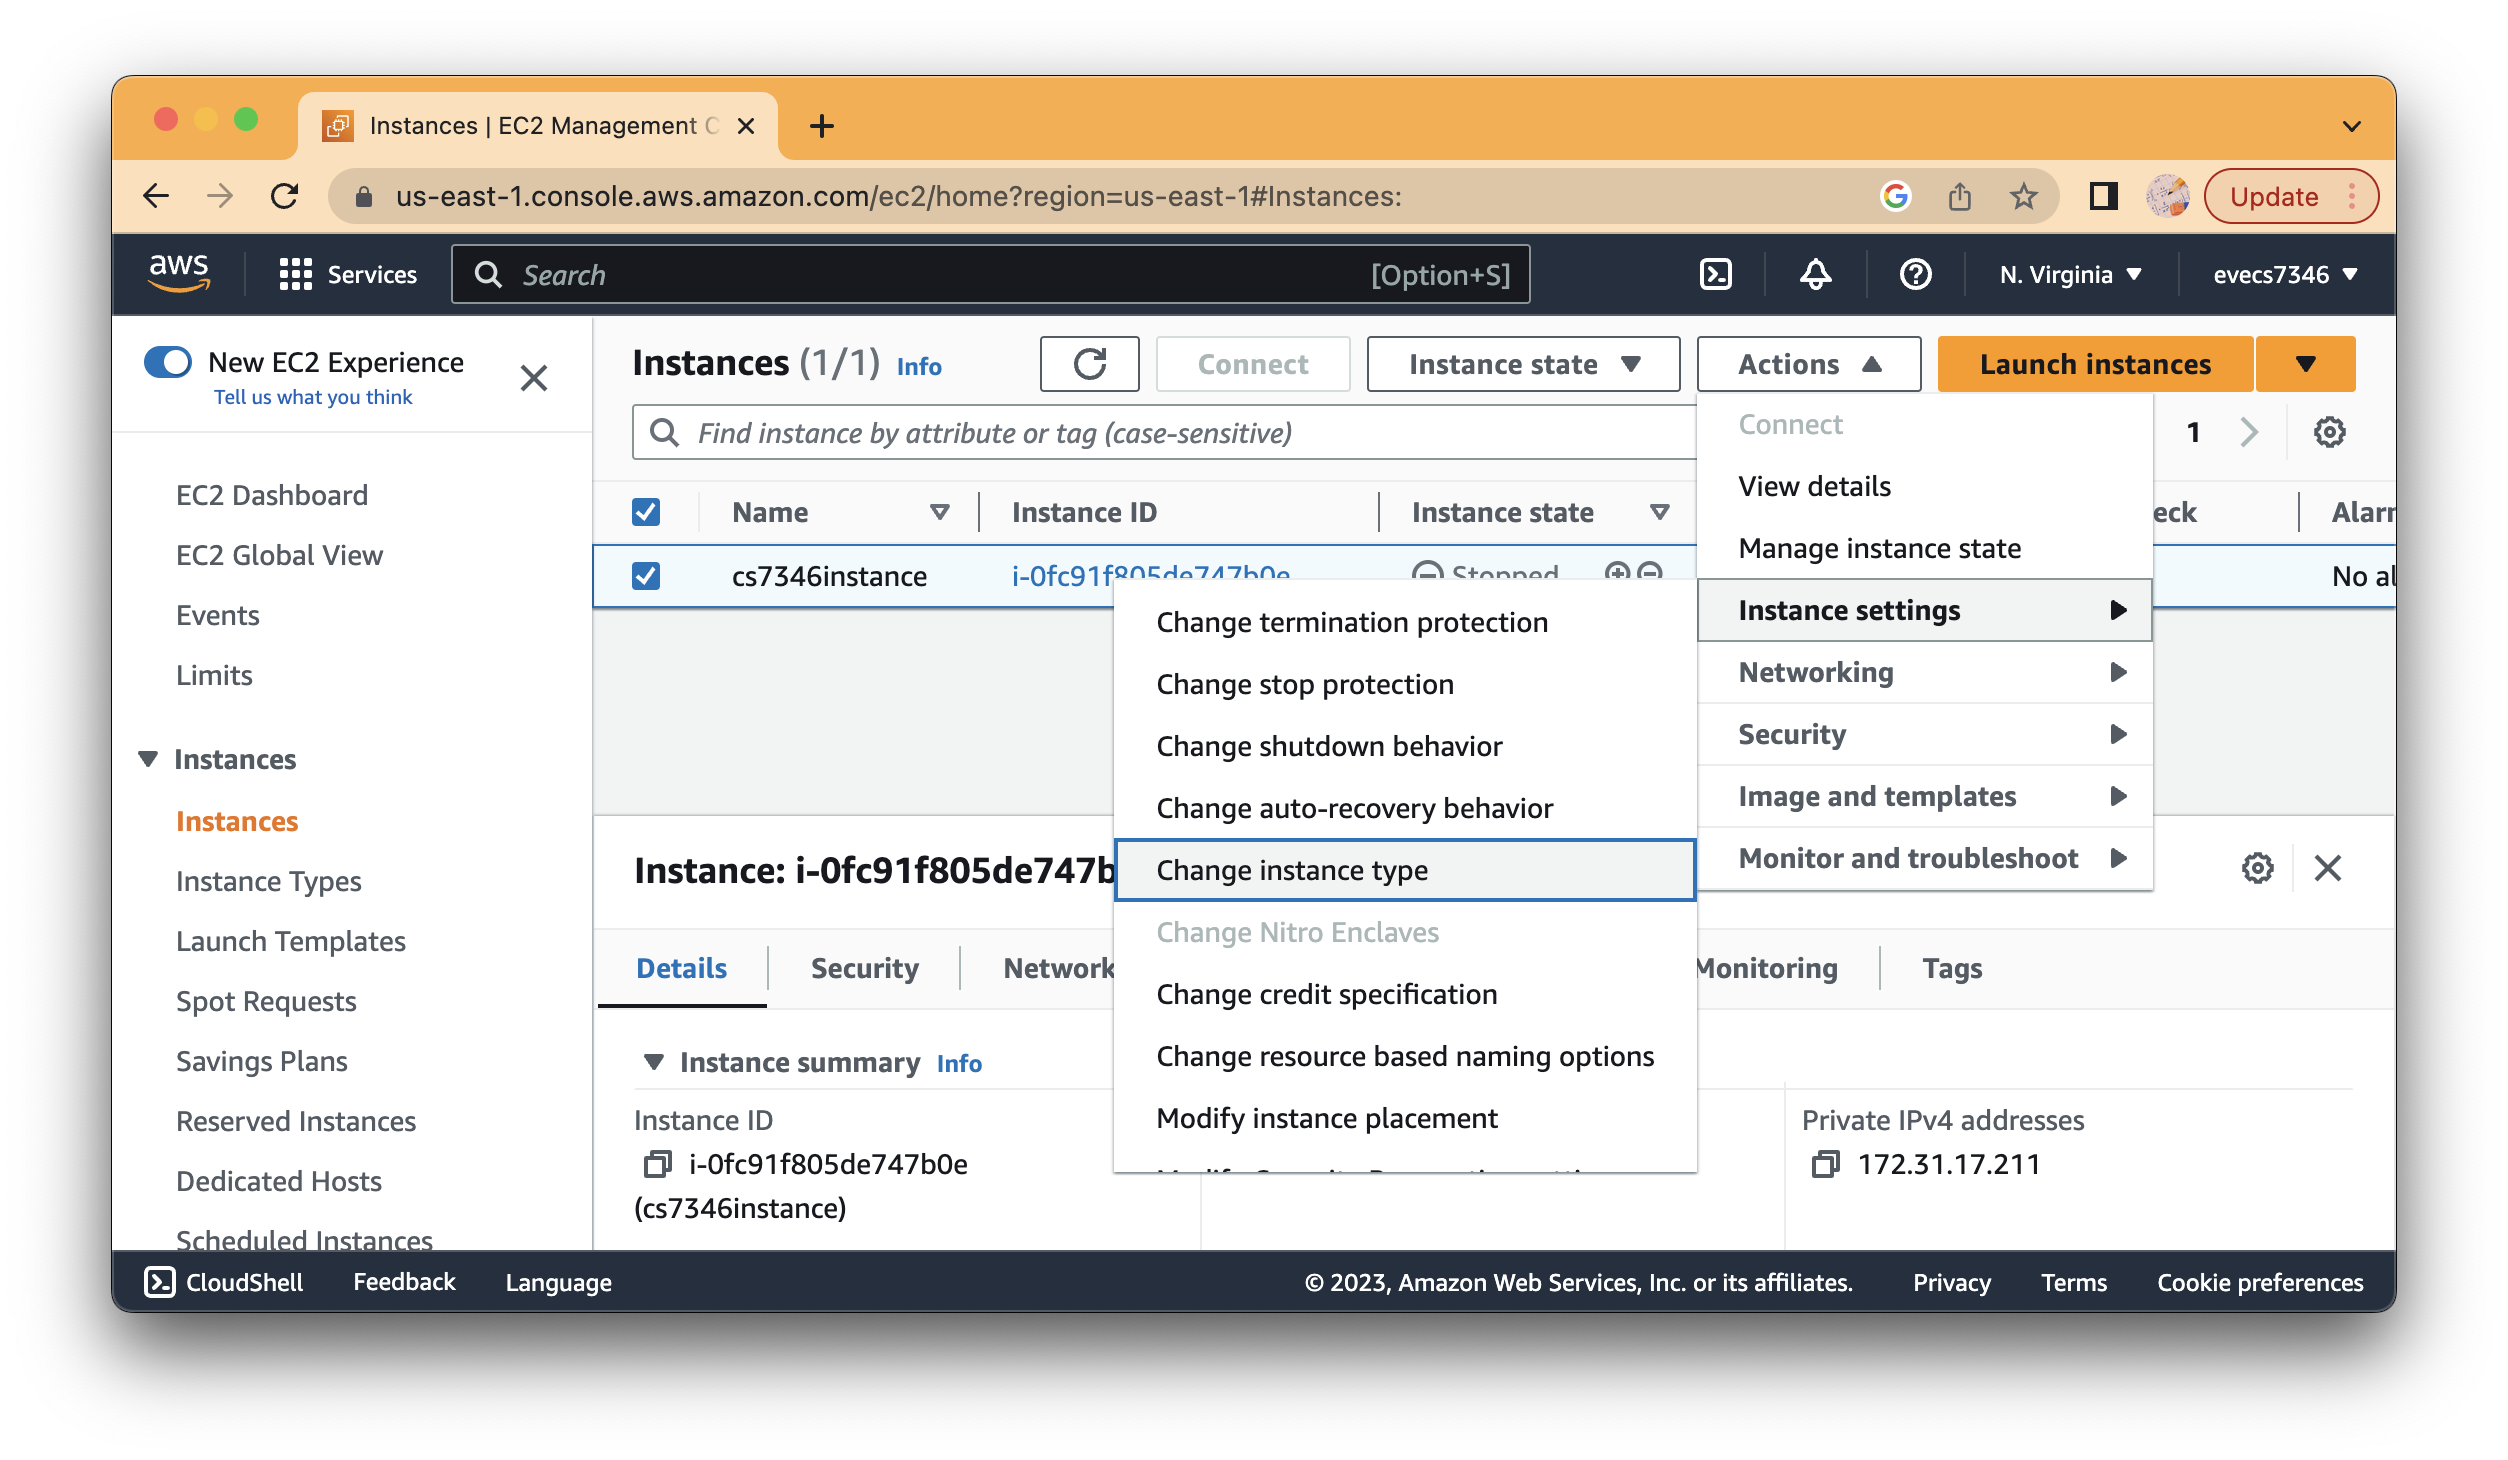 Instances | EC2 Management C
us-east-1.console.aws.amazon.com/ec2/home?region=us-east-1#Instances:
Update
aws
Services
Search
[Option+S]
N. Virginia
evecs7346
New EC2 Experience
Tell us what you think
EC2 Dashboard
EC2 Global View
Events
Limits
Instances
Instances
Instance Types
Launch Templates
Spot Requests
Savings Plans
Reserved Instances
Dedicated Hosts
Scheduled Instances
Instances (1/1) Info
Connect
Instance state
Actions
Launch instances
Find instance by attribute or tag (case-sensitive)
1
Name
Instance ID
Instance state
eck
Alarr
cs7346instance
i-0fc91f805de747b0e
Stopped
No al
Connect
View details
Manage instance state
Instance settings
Networking
Security
Image and templates
Monitor and troubleshoot
Change termination protection
Change stop protection
Change shutdown behavior
Change auto-recovery behavior
Change instance type
Change Nitro Enclaves
Change credit specification
Change resource based naming options
Modify instance placement
Instance: i-0fc91f805de747b
Details
Security
Network
Monitoring
Tags
Instance summary Info
Instance ID
i-0fc91f805de747b0e
(cs7346instance)
Private IPv4 addresses
172.31.17.211
CloudShell
Feedback
Language
© 2023, Amazon Web Services, Inc. or its affiliates.
Privacy
Terms
Cookie preferences